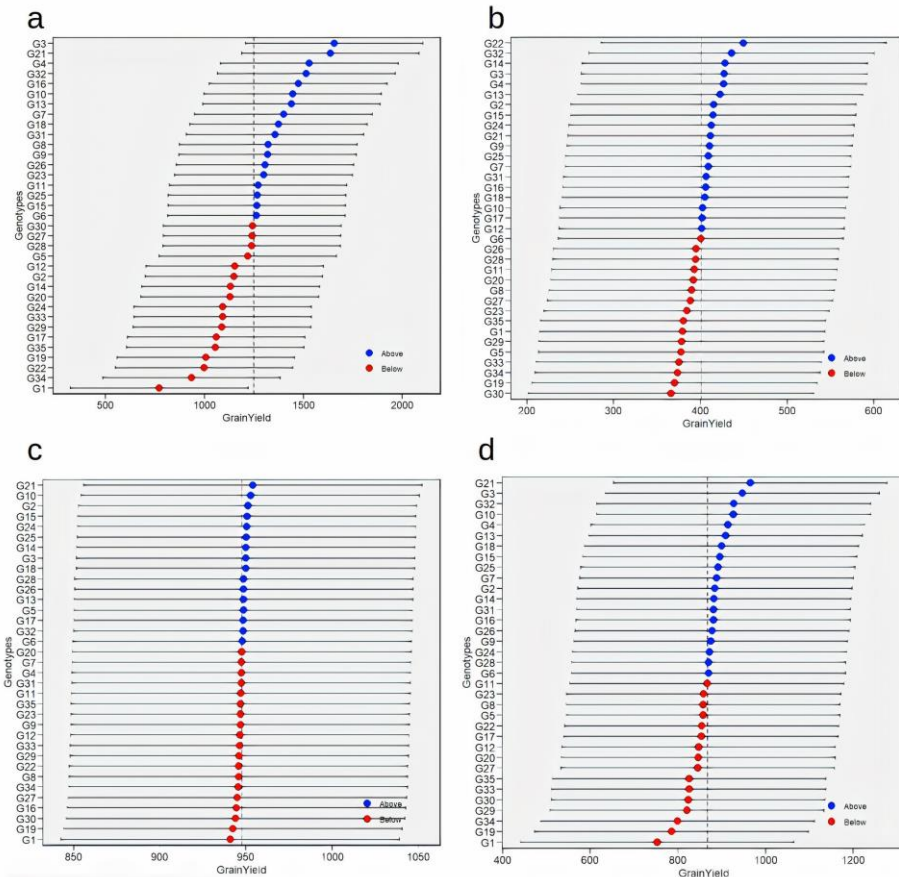 a
G3
G21
G4
G32
G16
G10
G13
G7
G18
G31
G8
G9
G26
G23
G11
G25
G15
G6
G30
G27
G28
G5
G12
G2
G14
G20
G24
G33
G29
G17
G35
G19
G22
G34
G1
Genotypes
Above
Below
500 1000 1500 2000
GrainYield
b
G22
G32
G14
G3
G4
G13
G2
G15
G24
G21
G9
G25
G7
G31
G16
G18
G10
G17
G12
G6
G26
G28
G11
G20
G8
G27
G23
G35
G1
G29
G5
G33
G34
G19
G30
Genotypes
Above
Below
200 300 400 500 600
GrainYield
c
G21
G10
G2
G15
G24
G25
G14
G3
G18
G28
G26
G13
G5
G17
G32
G6
G20
G7
G4
G31
G11
G35
G23
G9
G12
G33
G29
G22
G8
G34
G27
G16
G30
G19
G1
Genotypes
Above
Below
850 900 950 1000 1050
GrainYield
d
G21
G3
G32
G10
G4
G13
G18
G15
G25
G7
G2
G14
G31
G16
G26
G9
G24
G28
G6
G11
G23
G8
G5
G22
G17
G12
G20
G27
G35
G33
G30
G29
G34
G19
G1
Genotypes
Above
Below
400 600 800 1000 1200
GrainYield